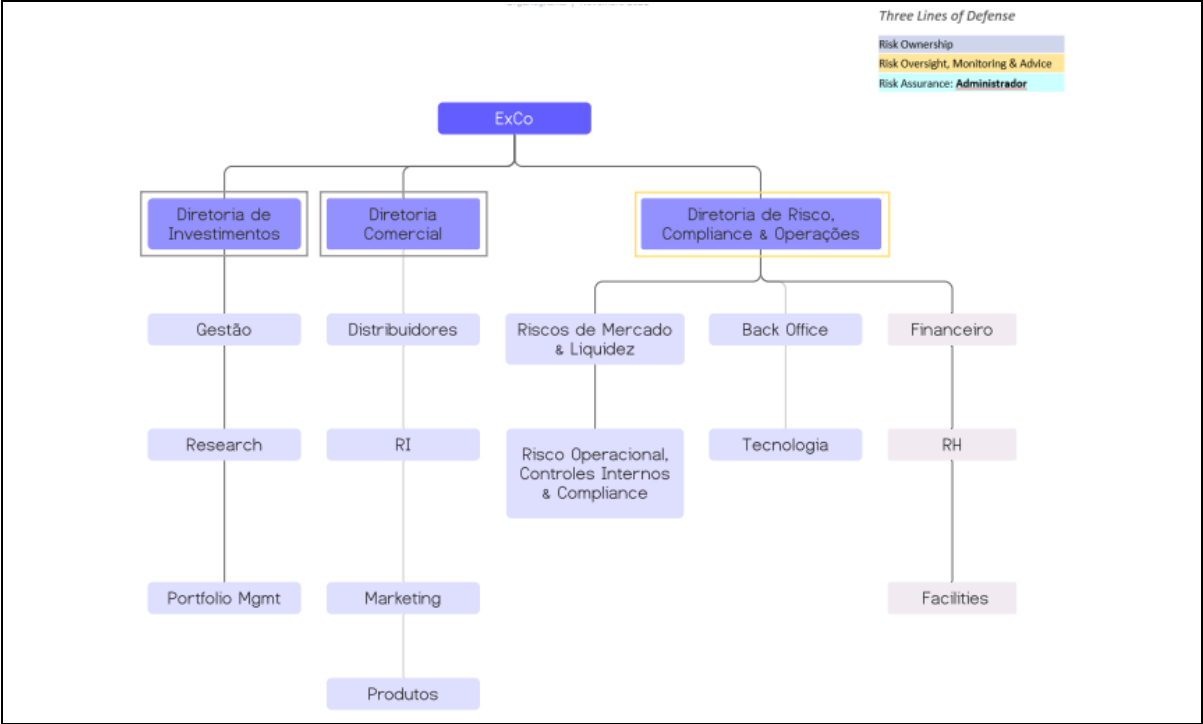 Three Lines of Defense
Risk Ownership
Risk Oversight, Monitoring & Advice
Risk Assurance: Administrador
ExCo
Diretoria de
Investimentos
Diretoria
Comercial
Diretoria de Risco,
Compliance & Operações
Gestão
Distribuidores
Riscos de Mercado
& Liquidez
Back Office
Financeiro
Research
RI
Risco Operacional,
Controles Internos
& Compliance
Tecnologia
RH
Portfolio Mgmt
Marketing
Facilities
Produtos